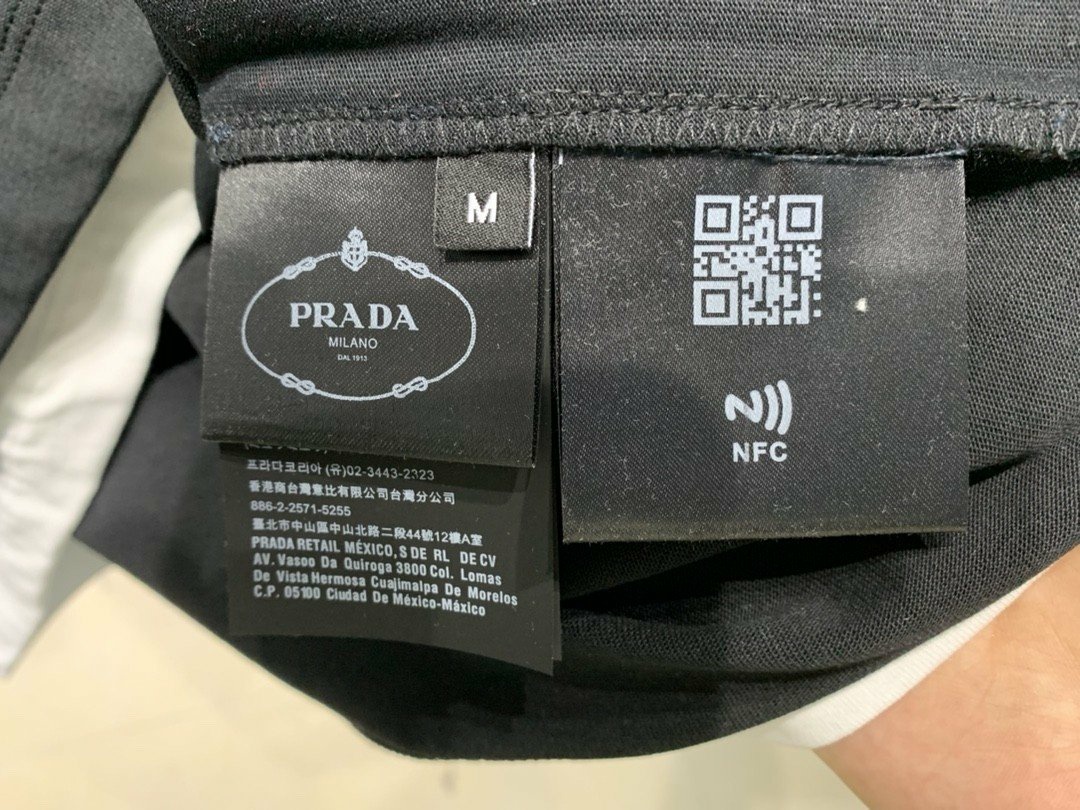 M
PRADA
MILANO
DAL 1913
프라다코리아 (유)02-3443-2323
香港商台灣意比有限公司台灣分公司
886-2-2571-5255
臺北市中山區中山北路二段44號12樓A室
PRADA RETAIL MÉXICO, S DE RL DE CV
AV. Vasoo Da Quiroga 3800 Col. Lomas
De Vista Hermosa Cuajimalpa De Morelos
C.P. 05100 Ciudad De México-México
NFC